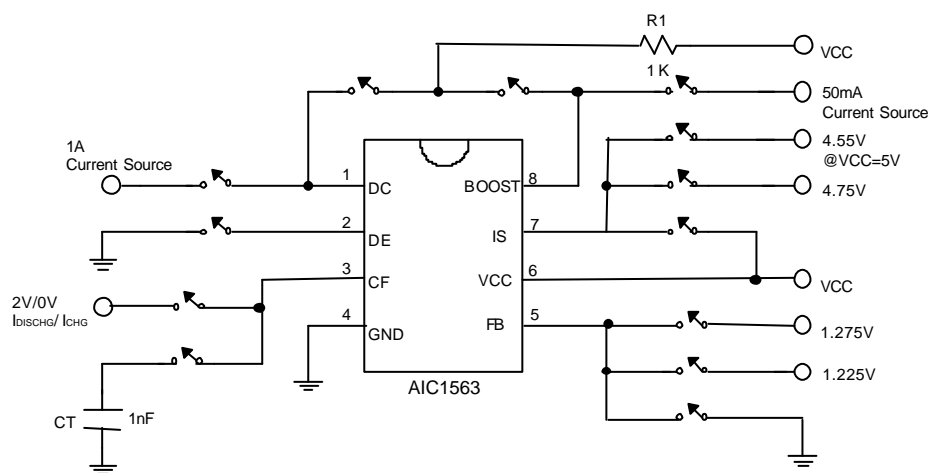 R1
VCC
1 K
50mA
Current Source
4.55V
@VCC=5V
1A
Current Source
1
DC
BOOST
8
4.75V
2
DE
IS
7
3
CF
VCC
6
VCC
2V/0V
IDISCHG/ ICHG
4
GND
FB
5
1.275V
AIC1563
1.225V
CT
1nF